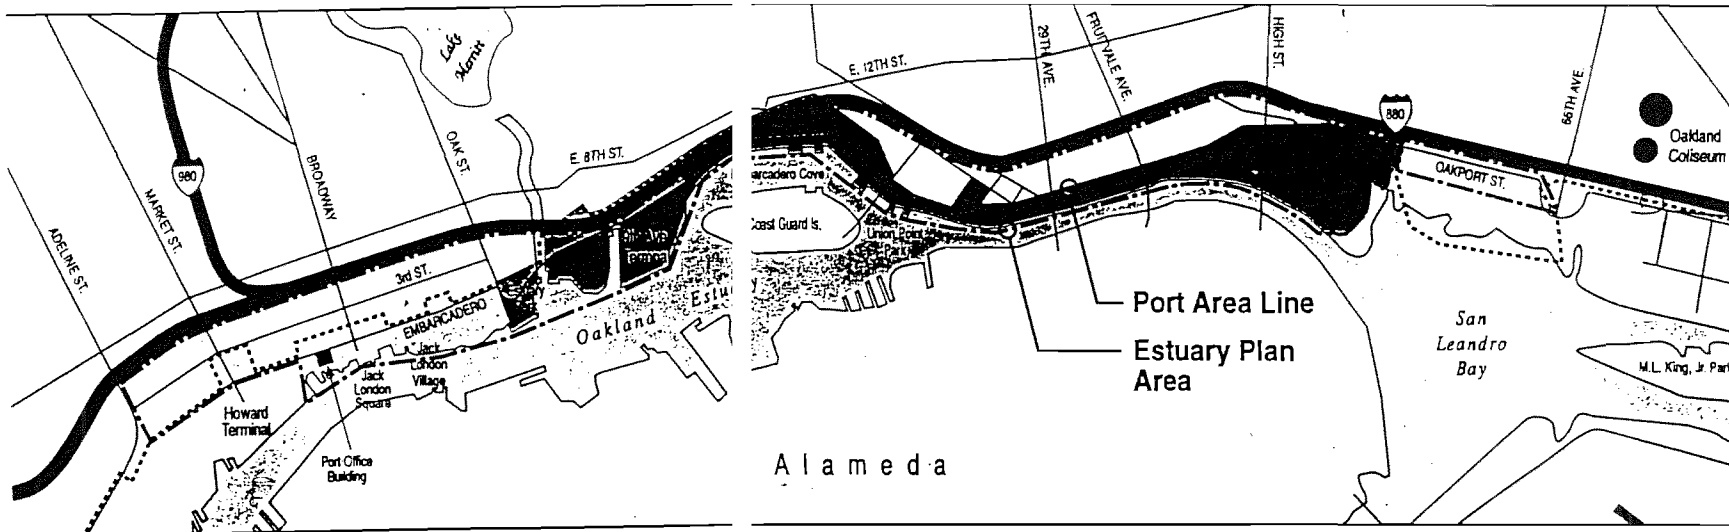 Lake
Merritt
980
ADELINE ST.
MARKET ST.
BROADWAY
OAK ST.
E. 8TH ST.
3rd ST.
EMBARCADERO
Oakland
Jack
London
Village
Jack
London
Square
Howard
Terminal
Port Office
Building
E. 12TH ST.
29TH AVE.
FRUITVALE AVE.
HIGH ST.
66TH AVE.
880
Oakland
Coliseum
OAKPORT ST.
barcadero Cove
Coast Guard Is.
Union Point
Park
Port Area Line
Estuary Plan
Area
San
Leandro
Bay
M.L. King, Jr. Par
Alameda